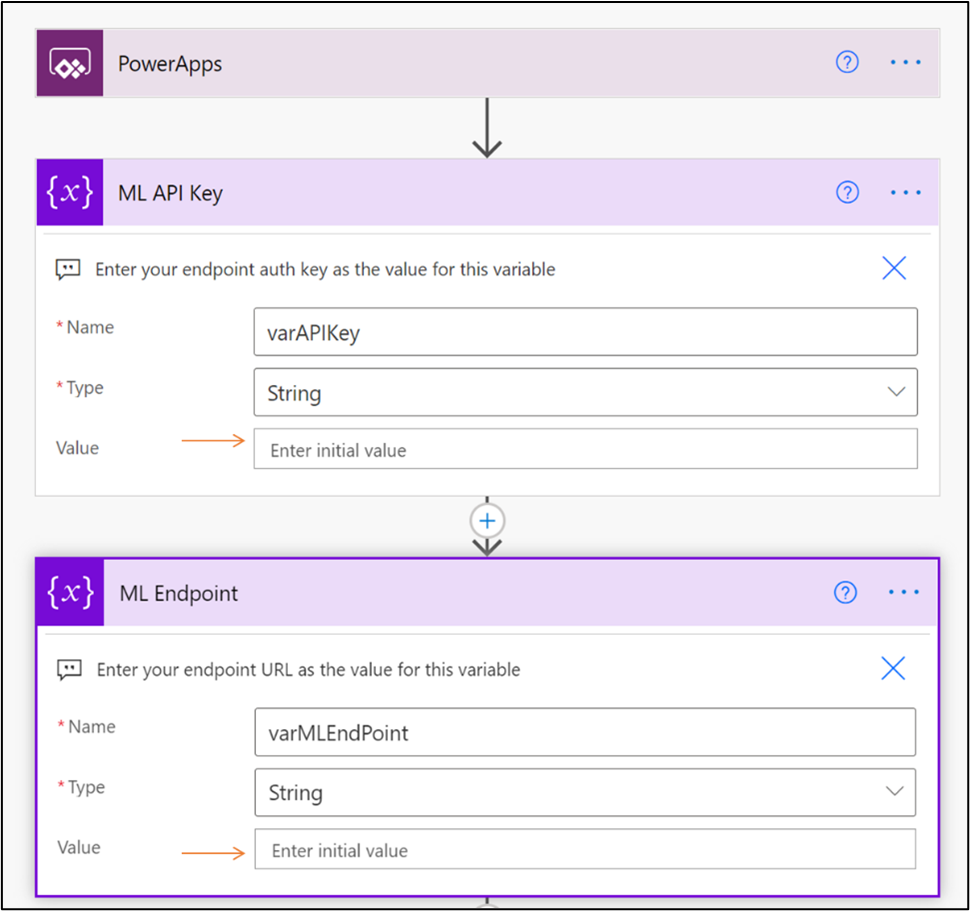 PowerApps
{x} ML API Key
Enter your endpoint auth key as the value for this variable
* Name
varAPIKey
* Type
String
Value
Enter initial value
{x} ML Endpoint
Enter your endpoint URL as the value for this variable
* Name
varMLEndPoint
* Type
String
Value
Enter initial value